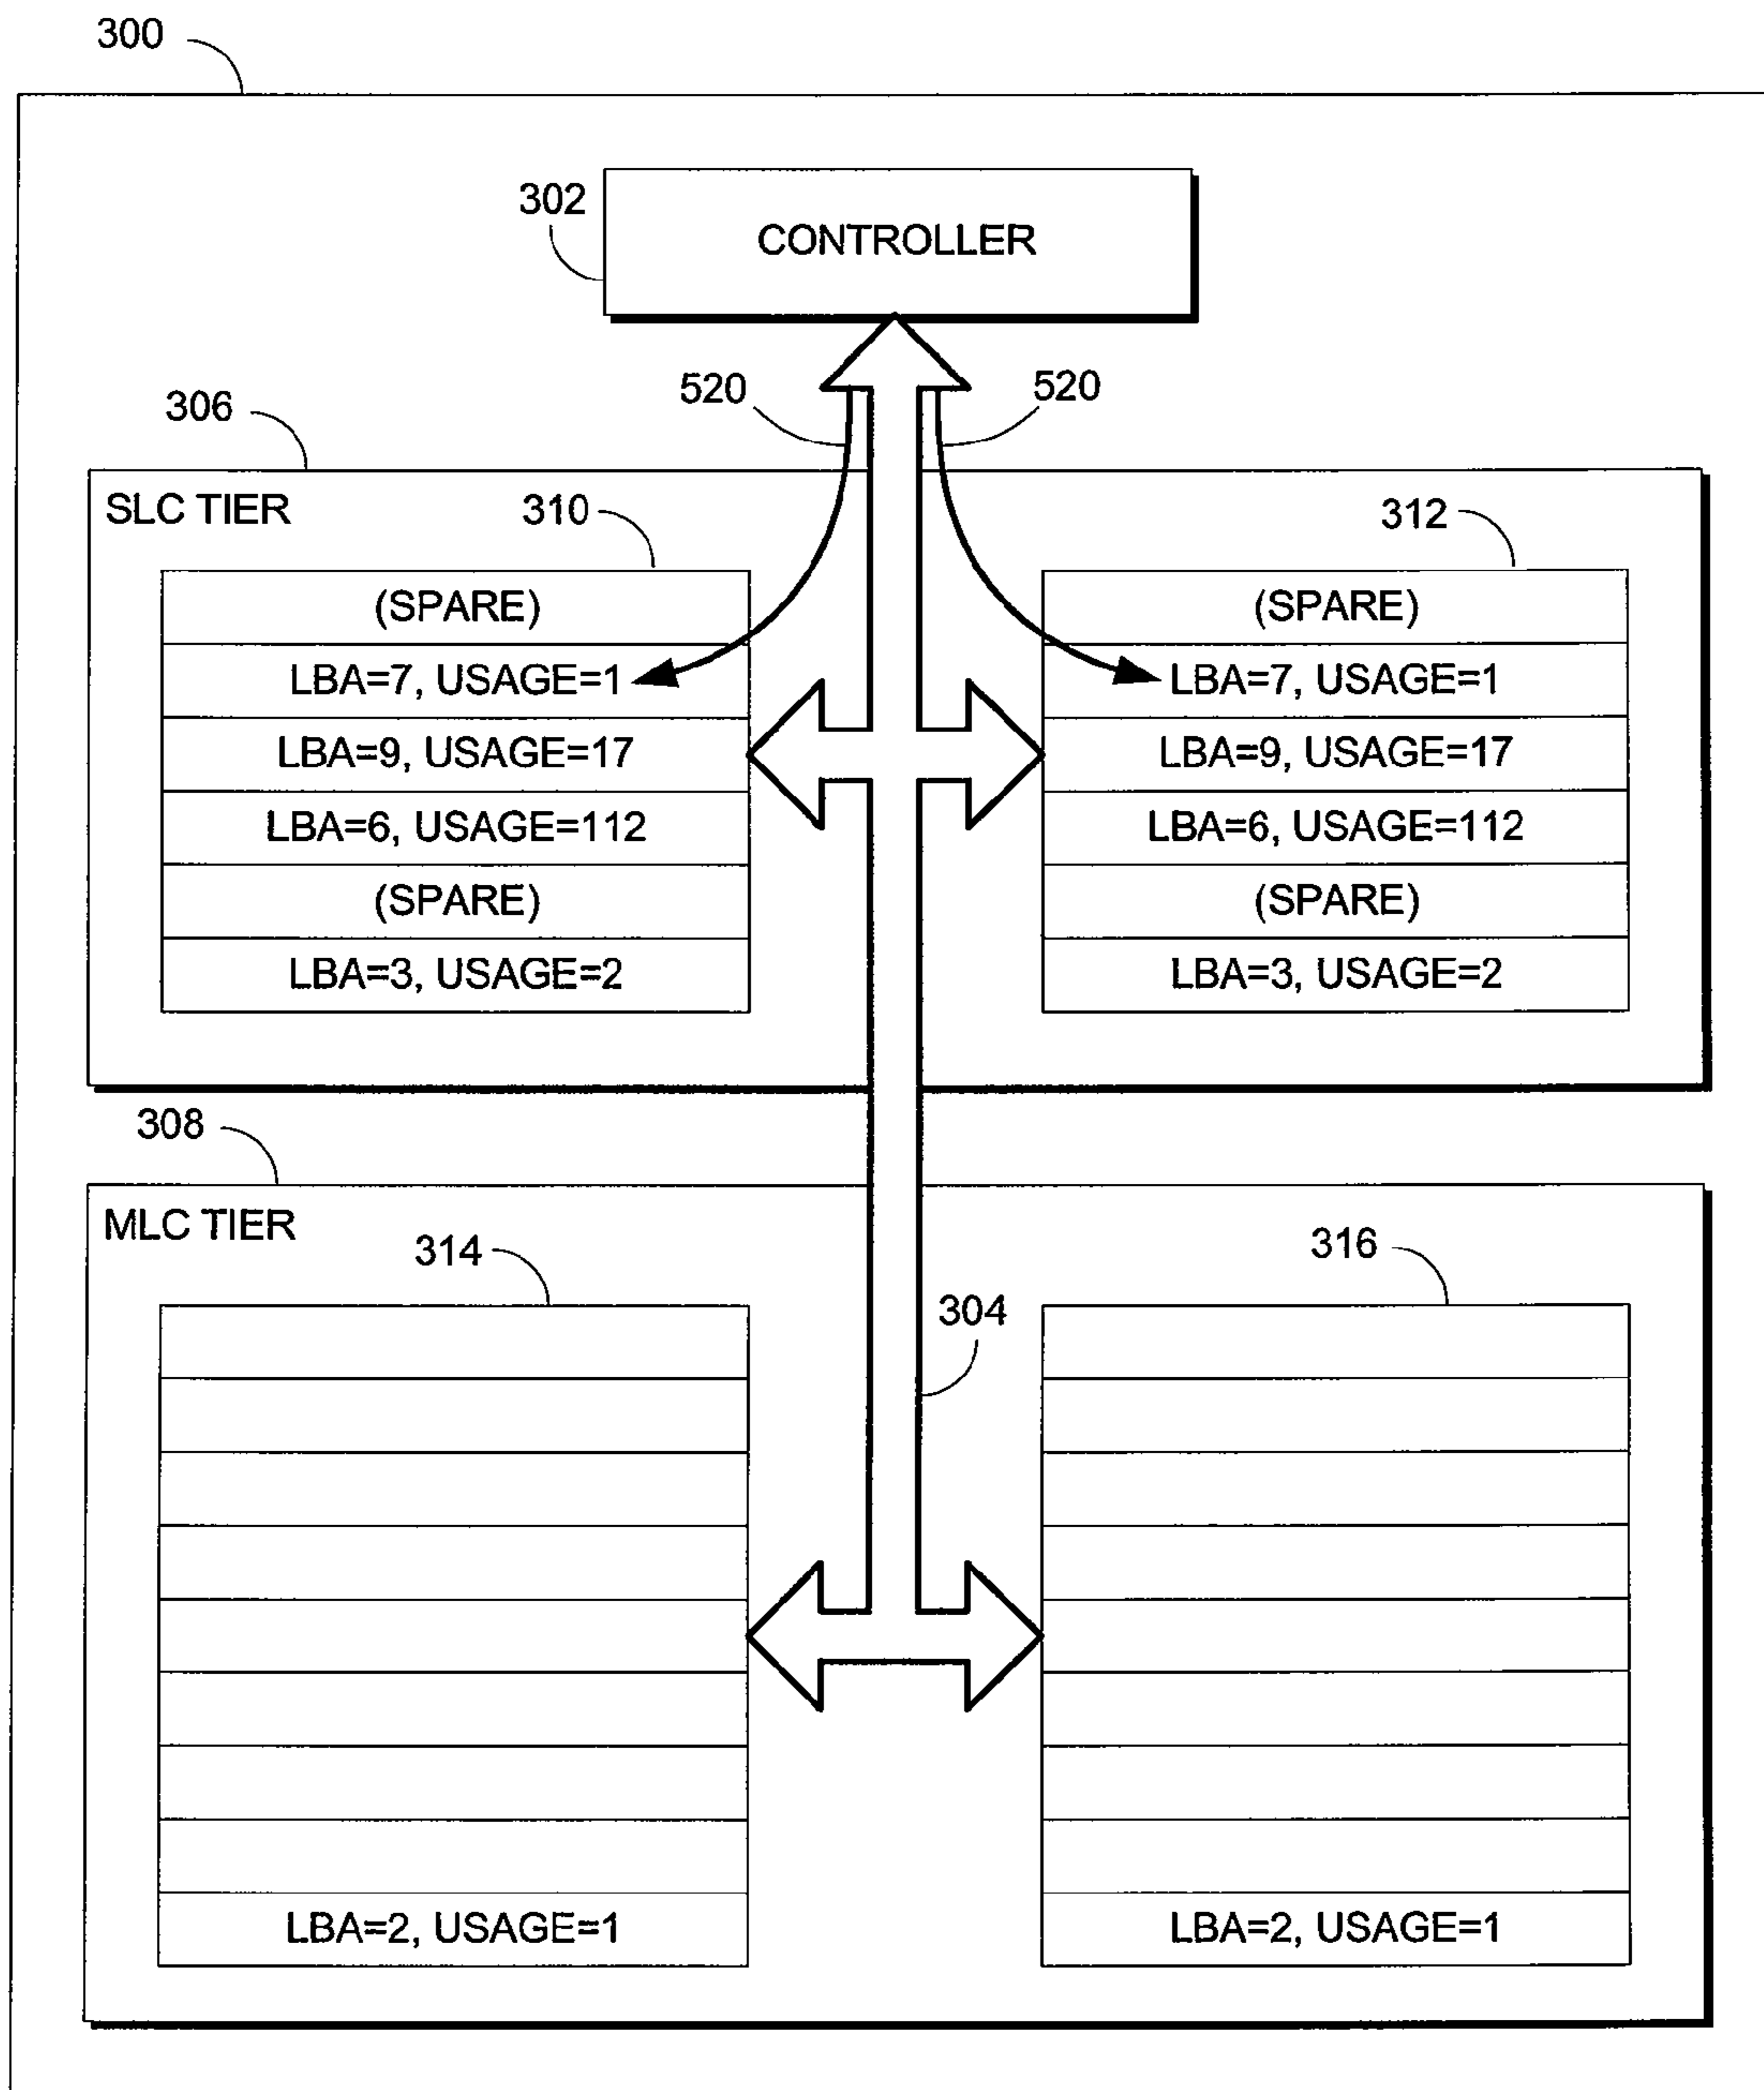 300
302
CONTROLLER
520
520
306
SLC TIER
310
312
(SPARE)
(SPARE)
LBA=7, USAGE=1
LBA=7, USAGE=1
LBA=9, USAGE=17
LBA=9, USAGE=17
LBA=6, USAGE=112
LBA=6, USAGE=112
(SPARE)
(SPARE)
LBA=3, USAGE=2
LBA=3, USAGE=2
308
MLC TIER
314
316
304
LBA=2, USAGE=1
LBA=2, USAGE=1